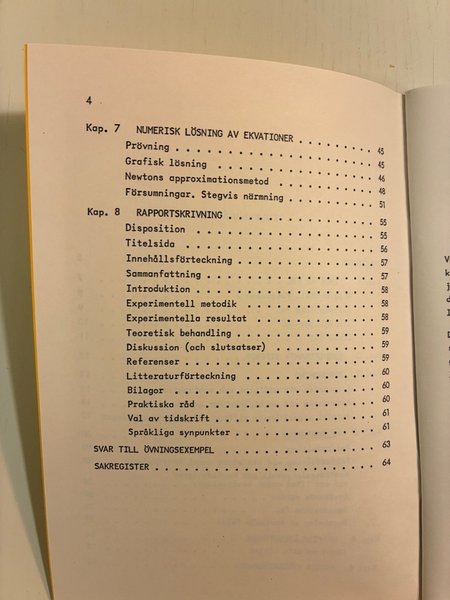 4
Kap. 7 NUMERISK LÖSNING AV EKVATIONER . . . . . . . . . . 45
Prövning . . . . . . . . . . . . . . . . . . . . 45
Grafisk lösning . . . . . . . . . . . . . . . . . 46
Newtons approximationsmetod . . . . . . . . . . . 48
Försumningar. Stegvis närmning . . . . . . . . . . 51
Kap. 8 RAPPORTSKRIVNING . . . . . . . . . . . . . . . . . 55
Disposition . . . . . . . . . . . . . . . . . . . 55
Titelsida . . . . . . . . . . . . . . . . . . . . 56
Innehållsförteckning . . . . . . . . . . . . . . . 57
Sammanfattning . . . . . . . . . . . . . . . . . . 57
Introduktion . . . . . . . . . . . . . . . . . . . 58
Experimentell metodik . . . . . . . . . . . . . . 58
Experimentella resultat . . . . . . . . . . . . . 58
Teoretisk behandling . . . . . . . . . . . . . . . 59
Diskussion (och slutsatser) . . . . . . . . . . . 59
Referenser . . . . . . . . . . . . . . . . . . . . 59
Litteraturförteckning . . . . . . . . . . . . . . 60
Bilagor . . . . . . . . . . . . . . . . . . . . . 60
Praktiska råd . . . . . . . . . . . . . . . . . . 60
Val av tidskrift . . . . . . . . . . . . . . . . . 61
Språkliga synpunkter . . . . . . . . . . . . . . . 61
SVAR TILL ÖVNINGSEXEMPEL . . . . . . . . . . . . . . . . 63
SAKREGISTER . . . . . . . . . . . . . . . . . . . . . . . 64